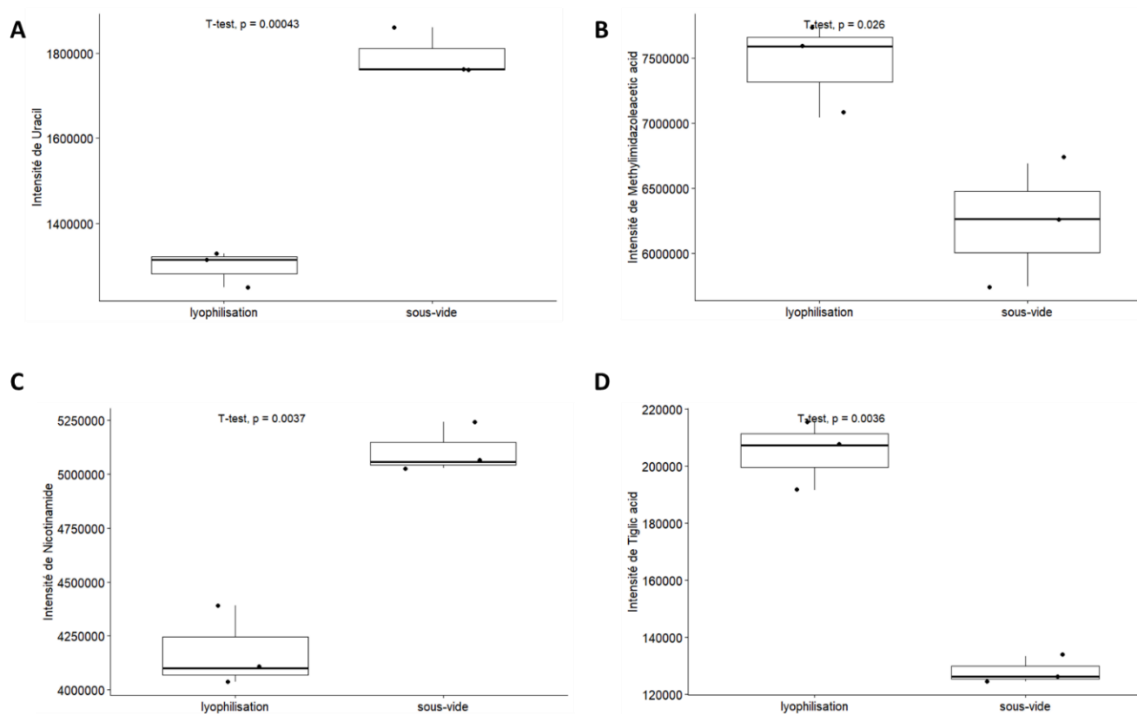 A
T-test, p = 0.00043
Intensité de Uracil
1800000
1600000
1400000
lyophilisation
sous-vide
B
T-test, p = 0.026
Intensité de Methylimidazoleacetic acid
7500000
7000000
6500000
6000000
lyophilisation
sous-vide
C
T-test, p = 0.0037
Intensité de Nicotinamide
5250000
5000000
4750000
4500000
4250000
4000000
lyophilisation
sous-vide
D
T-test, p = 0.0036
Intensité de Tiglic acid
220000
200000
180000
160000
140000
120000
lyophilisation
sous-vide